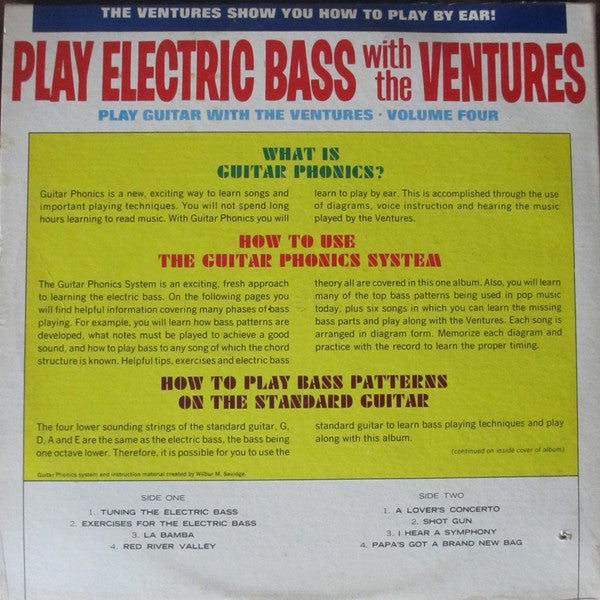 THE VENTURES SHOW YOU HOW TO PLAY BY EAR!
PLAY ELECTRIC BASS with the VENTURES
PLAY GUITAR WITH THE VENTURES · VOLUME FOUR
WHAT IS
GUITAR PHONICS?
Guitar Phonics is a new, exciting way to learn songs and
important playing techniques. You will not spend long
hours learning to read music. With Guitar Phonics you will
learn to play by ear. This is accomplished through the use
of diagrams, voice instruction and hearing the music
played by the Ventures.
HOW TO USE
THE GUITAR PHONICS SYSTEM
The Guitar Phonics System is an exciting, fresh approach
to learning the electric bass. On the following pages you
will find helpful information covering many phases of bass
playing. For example, you will learn how bass patterns are
developed, what notes must be played to achieve a good
sound, and how to play bass to any song of which the chord
structure is known. Helpful tips, exercises and electric bass
theory all are covered in this one album. Also, you will learn
many of the top bass patterns being used in pop music
today, plus six songs in which you can learn the missing
bass parts and play along with the Ventures. Each song is
arranged in diagram form. Memorize each diagram and
practice with the record to learn the proper timing.
HOW TO PLAY BASS PATTERNS
ON THE STANDARD GUITAR
The four lower sounding strings of the standard guitar, G,
D, A and E are the same as the electric bass, the bass being
one octave lower. Therefore, it is possible for you to use the
standard guitar to learn bass playing techniques and play
along with this album.
(continued on inside cover of album)
Guitar Phonics system and instruction material created by Wilbur M. Savidge.
SIDE ONE
1. TUNING THE ELECTRIC BASS
2. EXERCISES FOR THE ELECTRIC BASS
3. LA BAMBA
4. RED RIVER VALLEY
SIDE TWO
1. A LOVER'S CONCERTO
2. SHOT GUN
3. I HEAR A SYMPHONY
4. PAPA'S GOT A BRAND NEW BAG